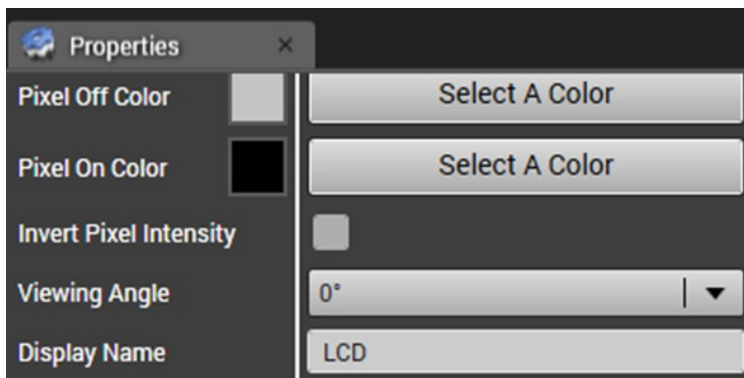 Properties ×
Pixel Off Color Select A Color
Pixel On Color Select A Color
Invert Pixel Intensity
Viewing Angle 0°
Display Name LCD